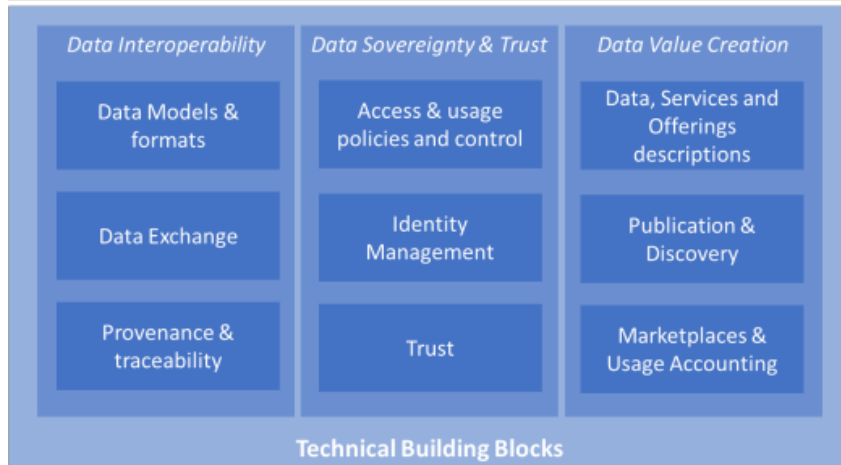 Data Interoperability
Data Models &
formats
Data Exchange
Provenance &
traceability
Data Sovereignty & Trust
Access & usage
policies and control
Identity
Management
Trust
Data Value Creation
Data, Services and
Offerings
descriptions
Publication &
Discovery
Marketplaces &
Usage Accounting
Technical Building Blocks